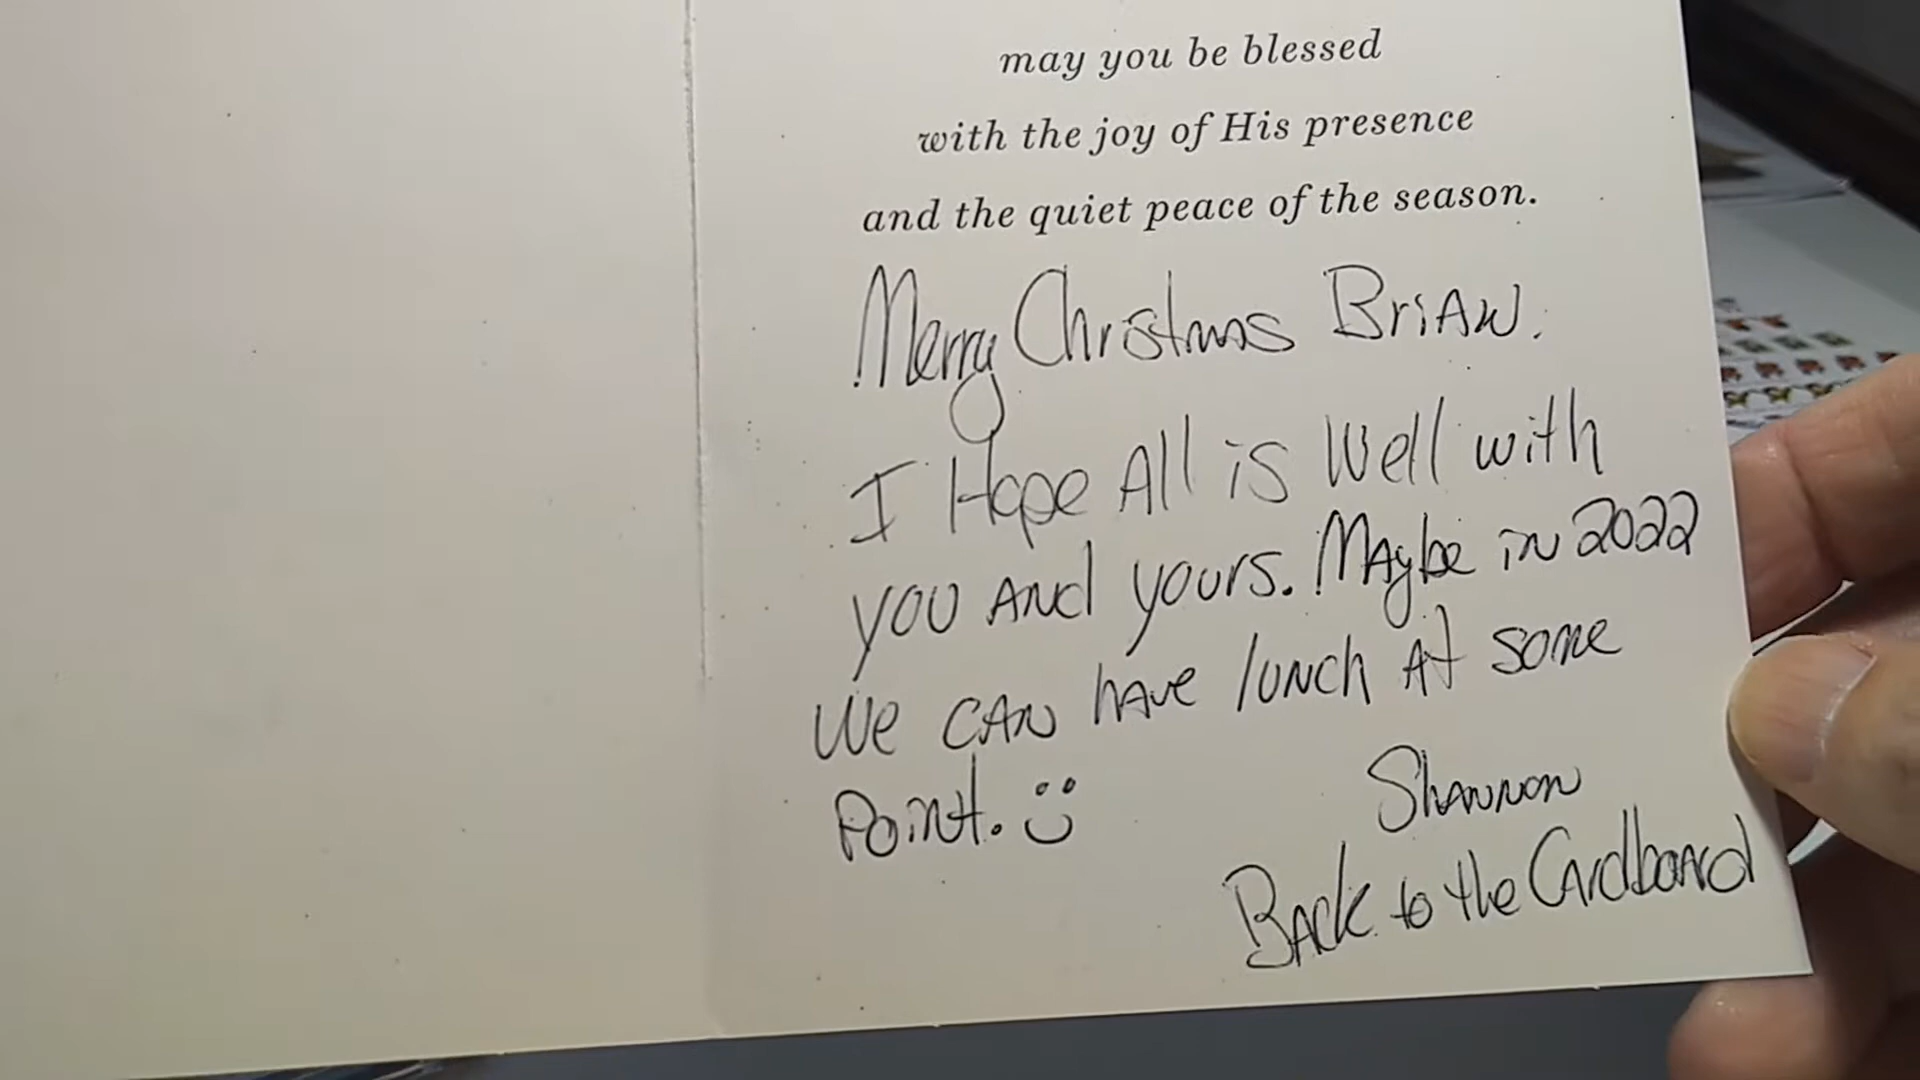 may you be blessed
with the joy of His presence
and the quiet peace of the season.
Merry Christmas BriAN.
I Hope All is Well with
you ANd yours. MAybe in 2022
We CAN hAve lunch At some
Point. :)
ShANNoN
BAck to the CArdboArd